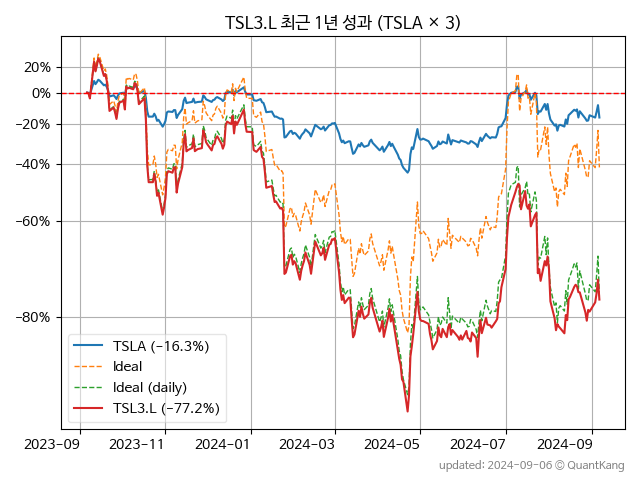 TSL3.L 최근 1년 성과 (TSLA × 3)
20%
0%
−20%
−40%
−60%
−80%
TSLA (−16.3%)
Ideal
Ideal (daily)
TSL3.L (−77.2%)
2023-09 2023-11 2024-01 2024-03 2024-05 2024-07 2024-09
updated: 2024-09-06 © QuantKang